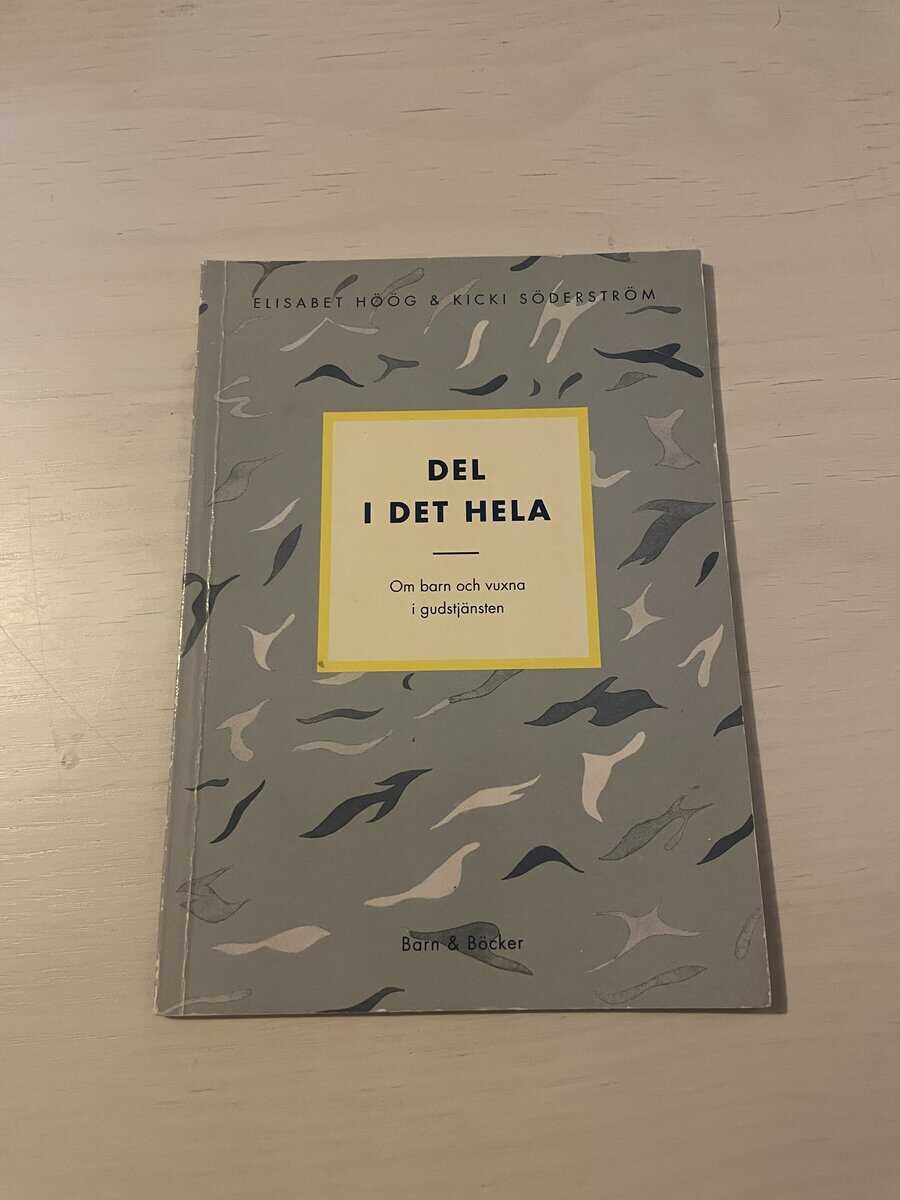 ELISABET HÖÖG & KICKI SÖDERSTRÖM
DEL
I DET HELA
Om barn och vuxna
i gudstjänsten
Barn & Böcker